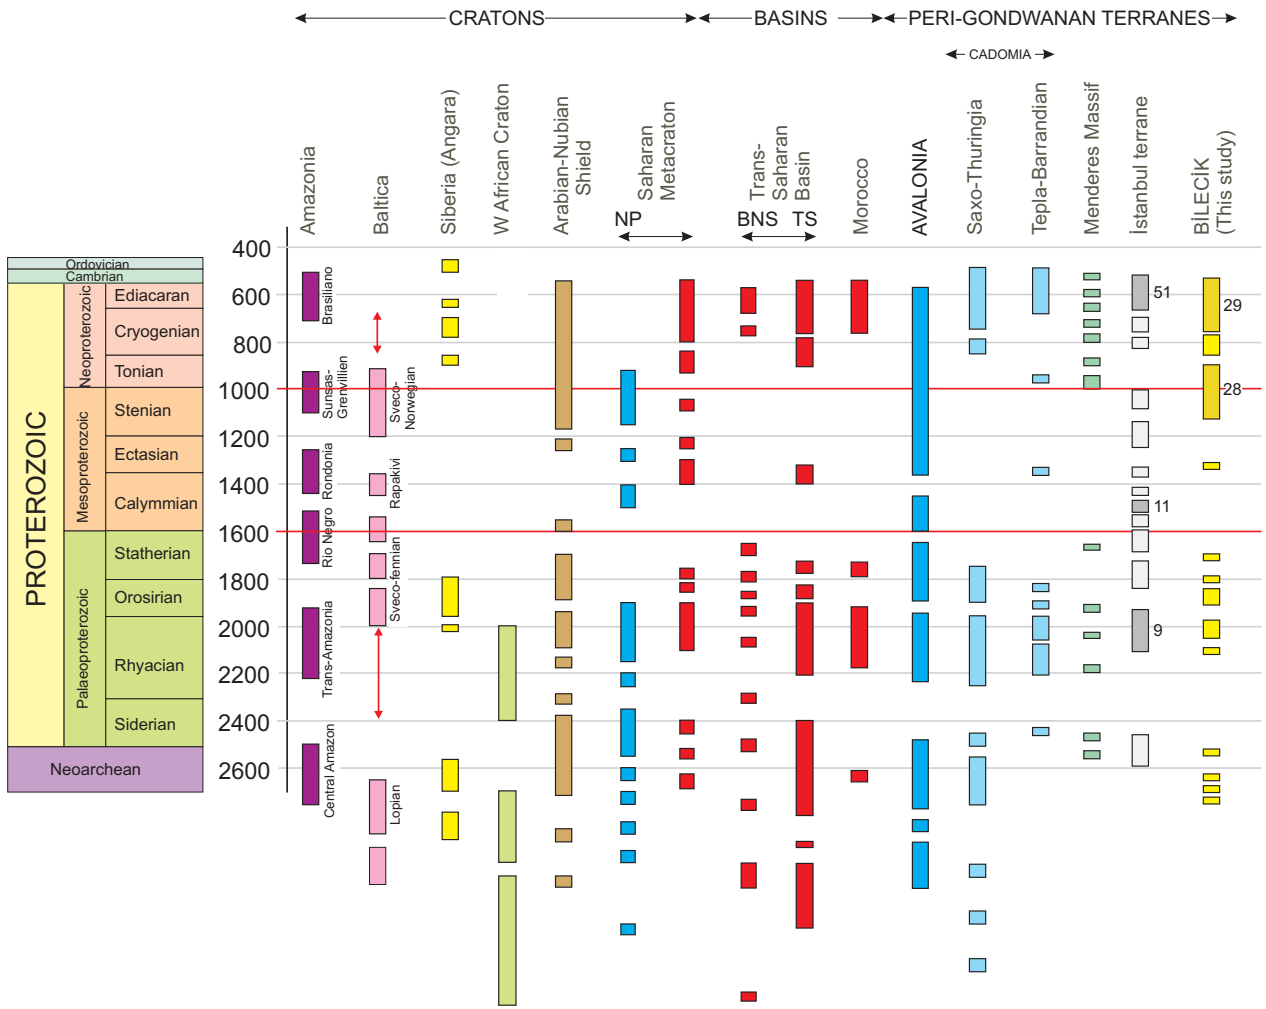 CRATONS
BASINS
PERI-GONDWANAN TERRANES
CADOMIA
Amazonia
Baltica
Siberia (Angara)
W African Craton
Arabian-Nubian
Shield
Saharan
Metacraton
NP
Trans-
Saharan
Basin
BNS
TS
Morocco
AVALONIA
Saxo-Thuringia
Tepla-Barrandian
Menderes Massif
İstanbul terrane
BİLECİK
(This study)
400
600
800
1000
1200
1400
1600
1800
2000
2200
2400
2600
Ordovician
Cambrian
PROTEROZOIC
Neoproterozoic
Ediacaran
Cryogenian
Tonian
Mesoproterozoic
Stenian
Ectasian
Calymmian
Palaeoproterozoic
Statherian
Orosirian
Rhyacian
Siderian
Neoarchean
Brasiliano
Sunsas-
Grenvillien
Rondonia
Rio Negro
Trans-Amazonia
Central Amazon
Sveco-
Norwegian
Rapakivi
Sveco-fennian
Lopian
51
11
9
29
28